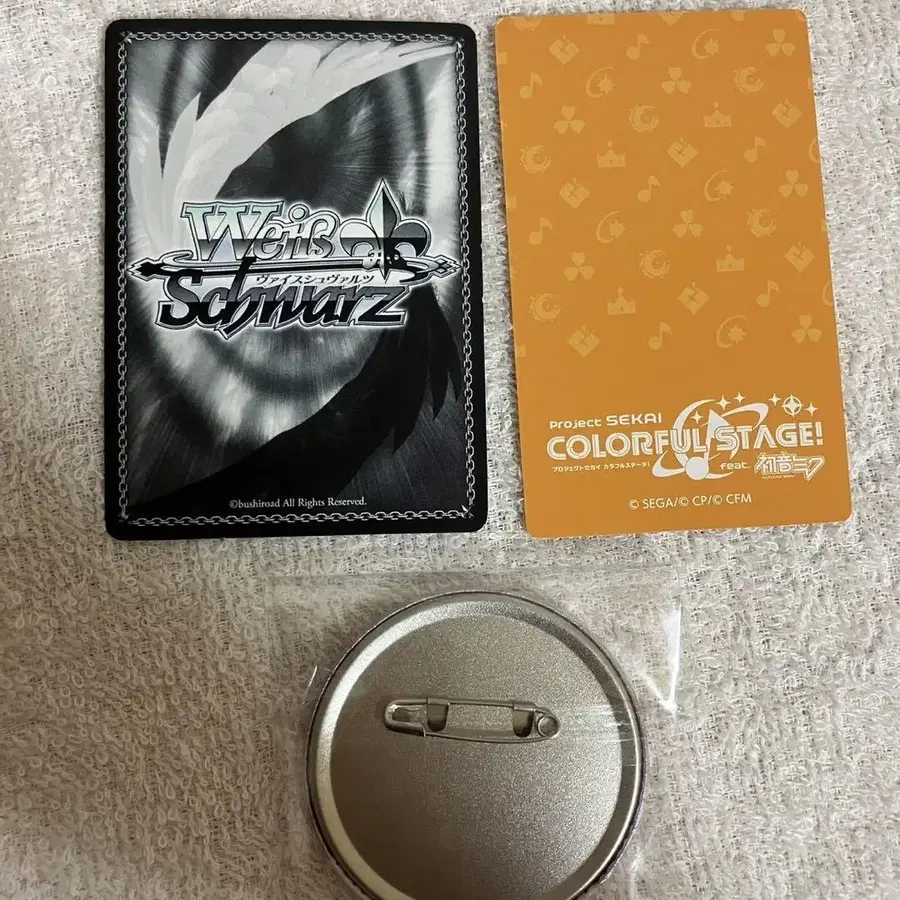 Weiß
ヴァイスシュヴァルツ
Schwarz
©bushiroad All Rights Reserved.
Project SEKAI
COLORFUL STAGE!
プロジェクトセカイ カラフルステージ!
feat. 初音ミク
HATSUNE MIKU
© SEGA/© CP/© CFM